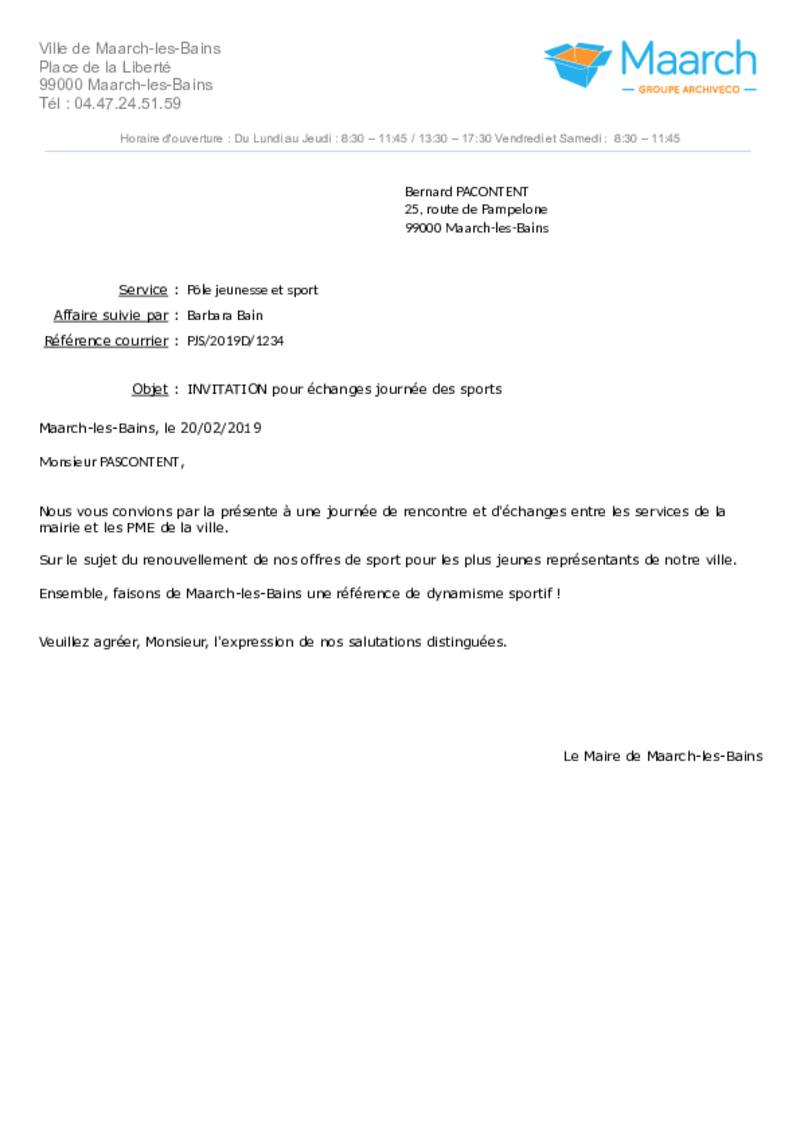 Ville de Maarch-les-Bains
Place de la Liberté
99000 Maarch-les-Bains
Tél : 04.47.24.51.59
Maarch
GROUPE ARCHIVECO
Horaire d'ouverture : Du Lundi au Jeudi : 8:30 – 11:45 / 13:30 – 17:30 Vendredi et Samedi : 8:30 – 11:45
Bernard PACONTENT
25, route de Pampelone
99000 Maarch-les-Bains
Service : Pôle jeunesse et sport
Affaire suivie par : Barbara Bain
Référence courrier : PJS/2019D/1234
Objet : INVITATION pour échanges journée des sports
Maarch-les-Bains, le 20/02/2019
Monsieur PASCONTENT,
Nous vous convions par la présente à une journée de rencontre et d'échanges entre les services de la
mairie et les PME de la ville.
Sur le sujet du renouvellement de nos offres de sport pour les plus jeunes représentants de notre ville.
Ensemble, faisons de Maarch-les-Bains une référence de dynamisme sportif !
Veuillez agréer, Monsieur, l'expression de nos salutations distinguées.
Le Maire de Maarch-les-Bains